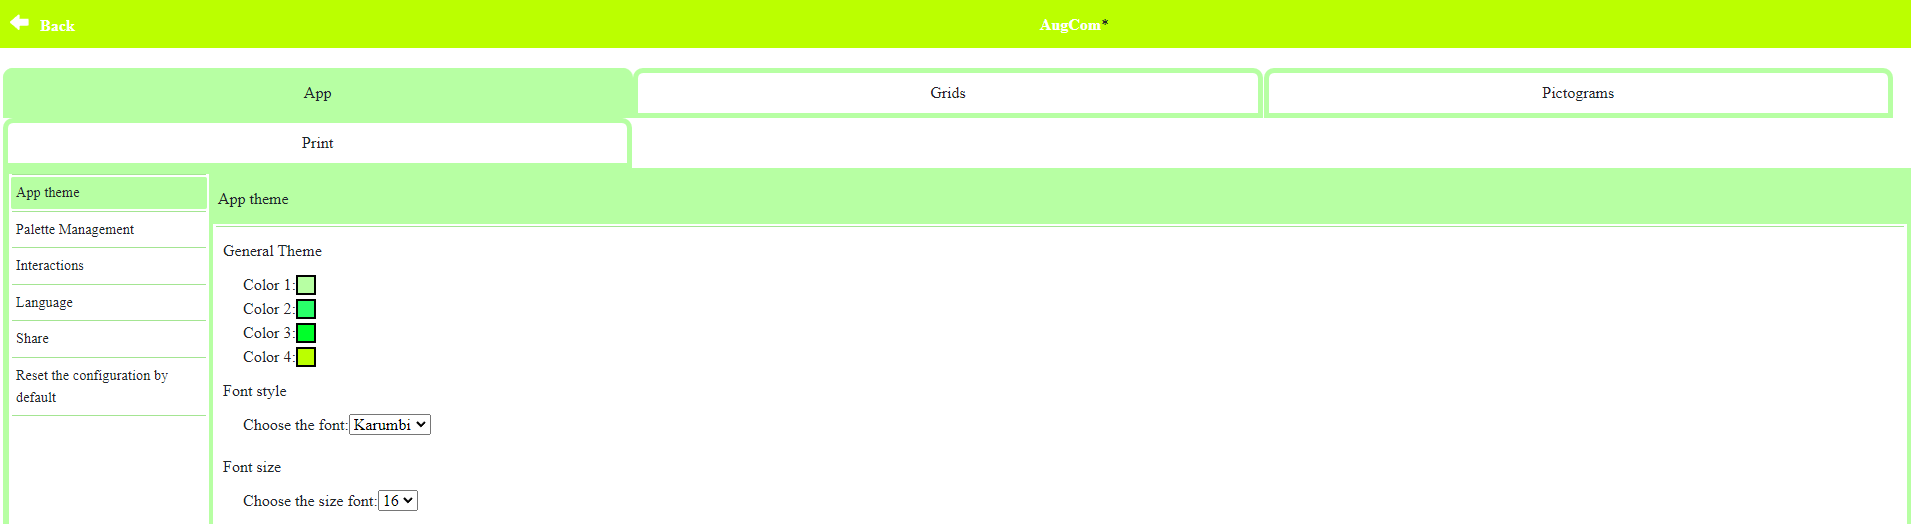 Back
AugCom*
App
Grids
Pictograms
Print
App theme
Palette Management
Interactions
Language
Share
Reset the configuration by
default
App theme
General Theme
Color 1:
Color 2:
Color 3:
Color 4:
Font style
Choose the font: Karumbi
Font size
Choose the size font: 16